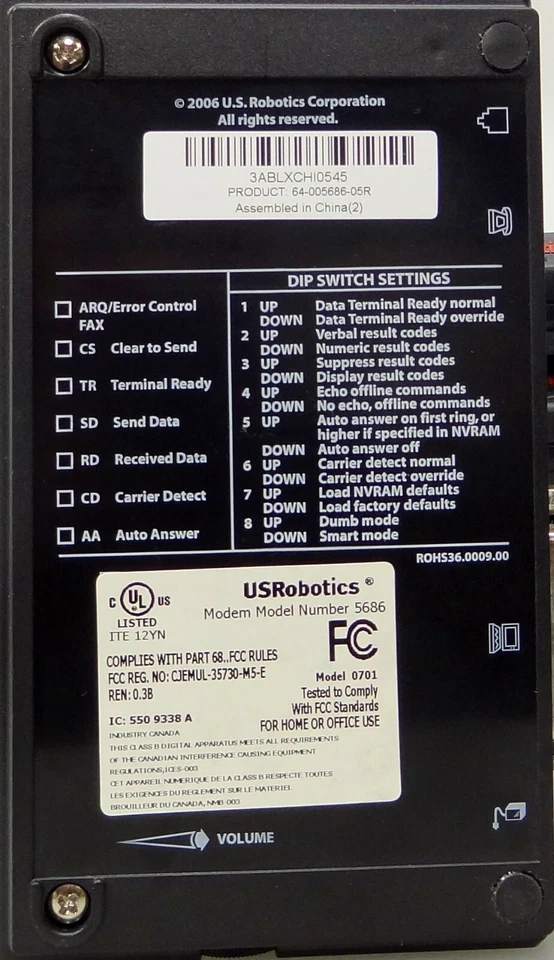 © 2006 U.S. Robotics Corporation
All rights reserved.
3ABLXCHI0545
PRODUCT: 64-005686-05R
Assembled in China(2)
ARQ/Error Control
FAX
CS Clear to Send
TR Terminal Ready
SD Send Data
RD Received Data
CD Carrier Detect
AA Auto Answer
DIP SWITCH SETTINGS
1 UP Data Terminal Ready normal
DOWN Data Terminal Ready override
2 UP Verbal result codes
DOWN Numeric result codes
3 UP Suppress result codes
DOWN Display result codes
4 UP Echo offline commands
DOWN No echo, offline commands
5 UP Auto answer on first ring, or
higher if specified in NVRAM
DOWN Auto answer off
6 UP Carrier detect normal
DOWN Carrier detect override
7 UP Load NVRAM defaults
DOWN Load factory defaults
8 UP Dumb mode
DOWN Smart mode
ROHS36.0009.00
C UL US
LISTED
ITE 12YN
USRobotics ®
Modem Model Number 5686
COMPLIES WITH PART 68..FCC RULES
FCC REG. NO: CJEMUL-35730-M5-E
REN: 0.3B
FC
Model 0701
Tested to Comply
With FCC Standards
FOR HOME OR OFFICE USE
IC: 550 9338 A
INDUSTRY CANADA
THIS CLASS B DIGITAL APPARATUS MEETS ALL REQUIREMENTS
OF THE CANADIAN INTERFERENCE CAUSING EQUIPMENT
REGULATIONS,ICES-003
CET APPAREIL NUMERIQUE DE LA CLASS B RESPECTE TOUTES
LES EXIGENCES DU REGLEMENT SUR LE MATERIEL
BROUILLEUR DU CANADA, NMB-003
VOLUME